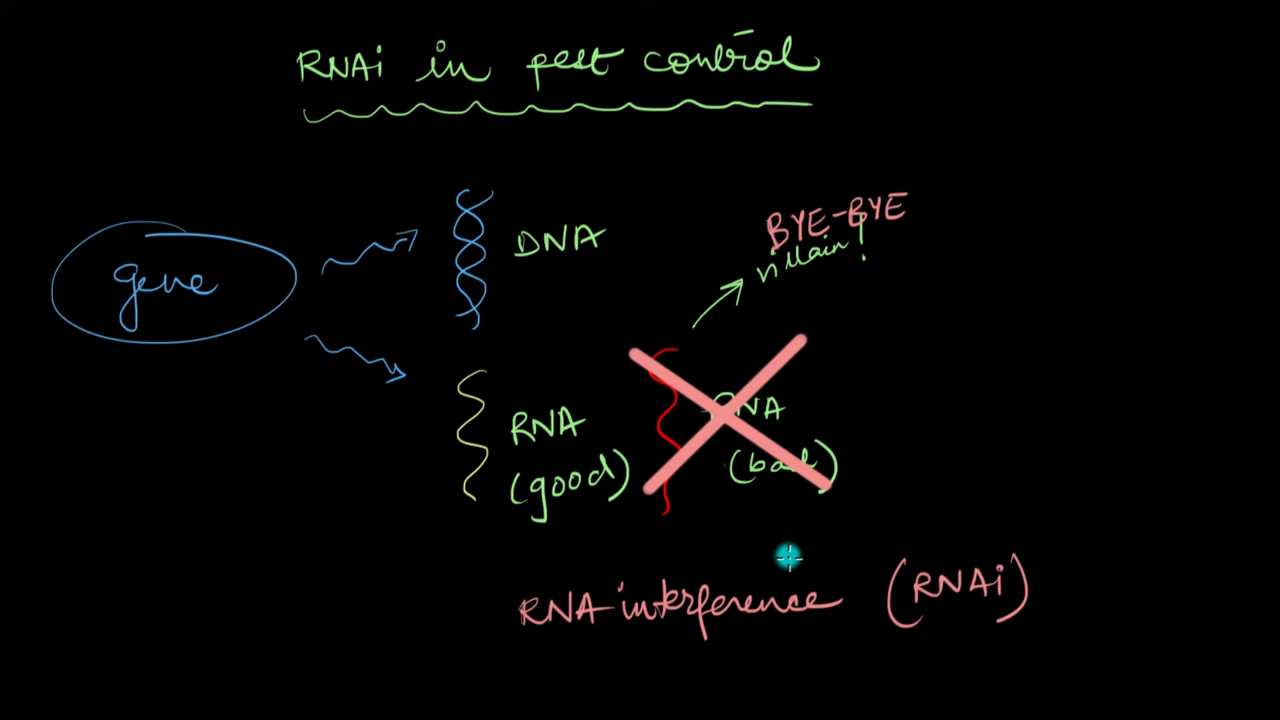 RNAi in pest control
gene
DNA
BYE-BYE
villain!
RNA
(good)
RNA
(bad)
RNA interference (RNAi)